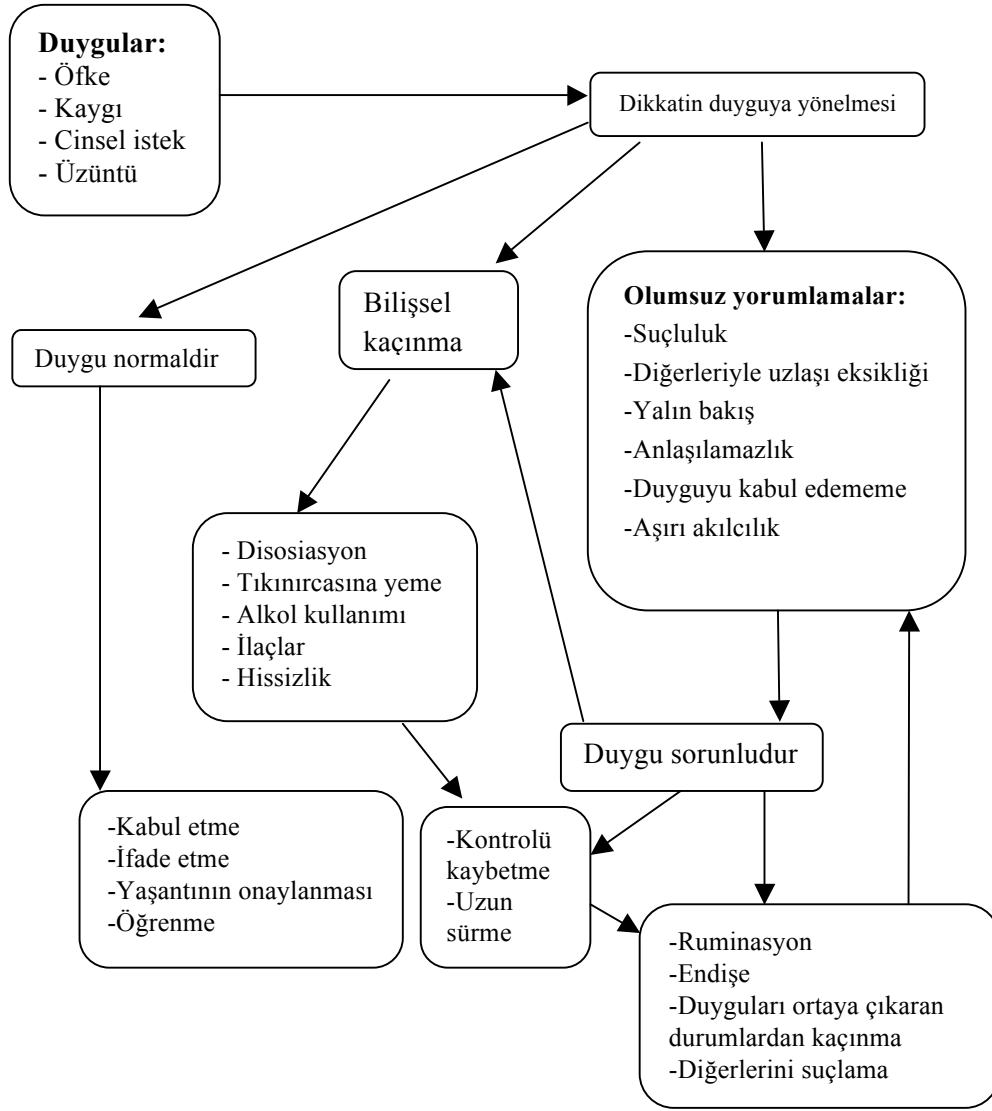 Duygular:
- Öfke
- Kaygı
- Cinsel istek
- Üzüntü
Dikkatin duyguya yönelmesi
Duygu normaldir
Bilişsel
kaçınma
Olumsuz yorumlamalar:
-Suçluluk
-Diğerleriyle uzlaşı eksikliği
-Yalın bakış
-Anlaşılamazlık
-Duyguyu kabul edememe
-Aşırı akılcılık
- Disosiasyon
- Tıkınırcasına yeme
- Alkol kullanımı
- İlaçlar
- Hissizlik
Duygu sorunludur
-Kabul etme
-İfade etme
-Yaşantının onaylanması
-Öğrenme
-Kontrolü
kaybetme
-Uzun
sürme
-Ruminasyon
-Endişe
-Duyguları ortaya çıkaran
durumlardan kaçınma
-Diğerlerini suçlama